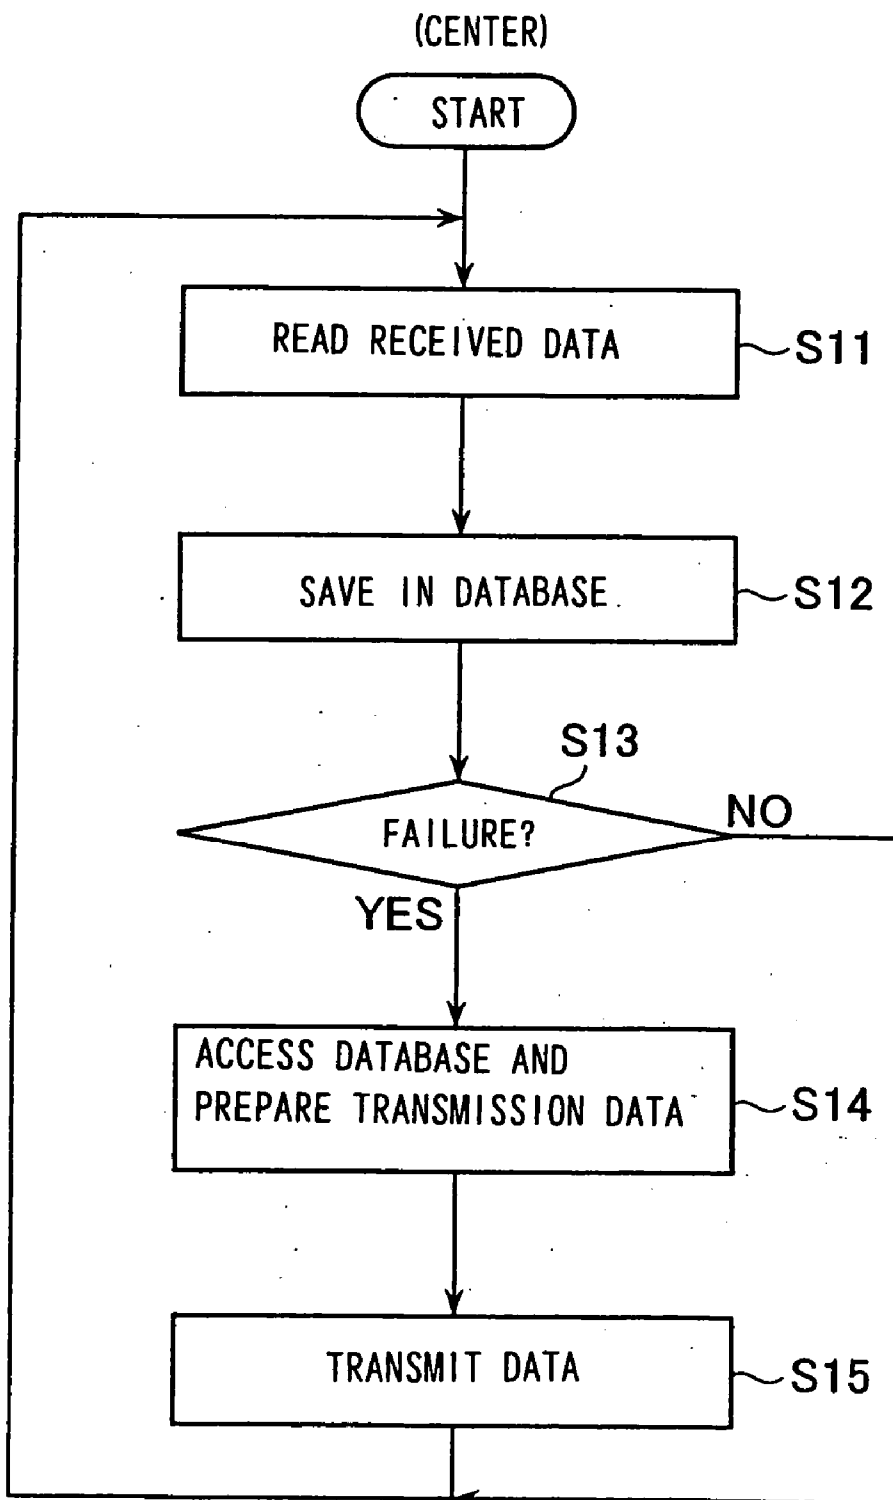 (CENTER)
START
READ RECEIVED DATA
S11
SAVE IN DATABASE
S12
S13
FAILURE?
NO
YES
ACCESS DATABASE AND
PREPARE TRANSMISSION DATA
S14
TRANSMIT DATA
S15